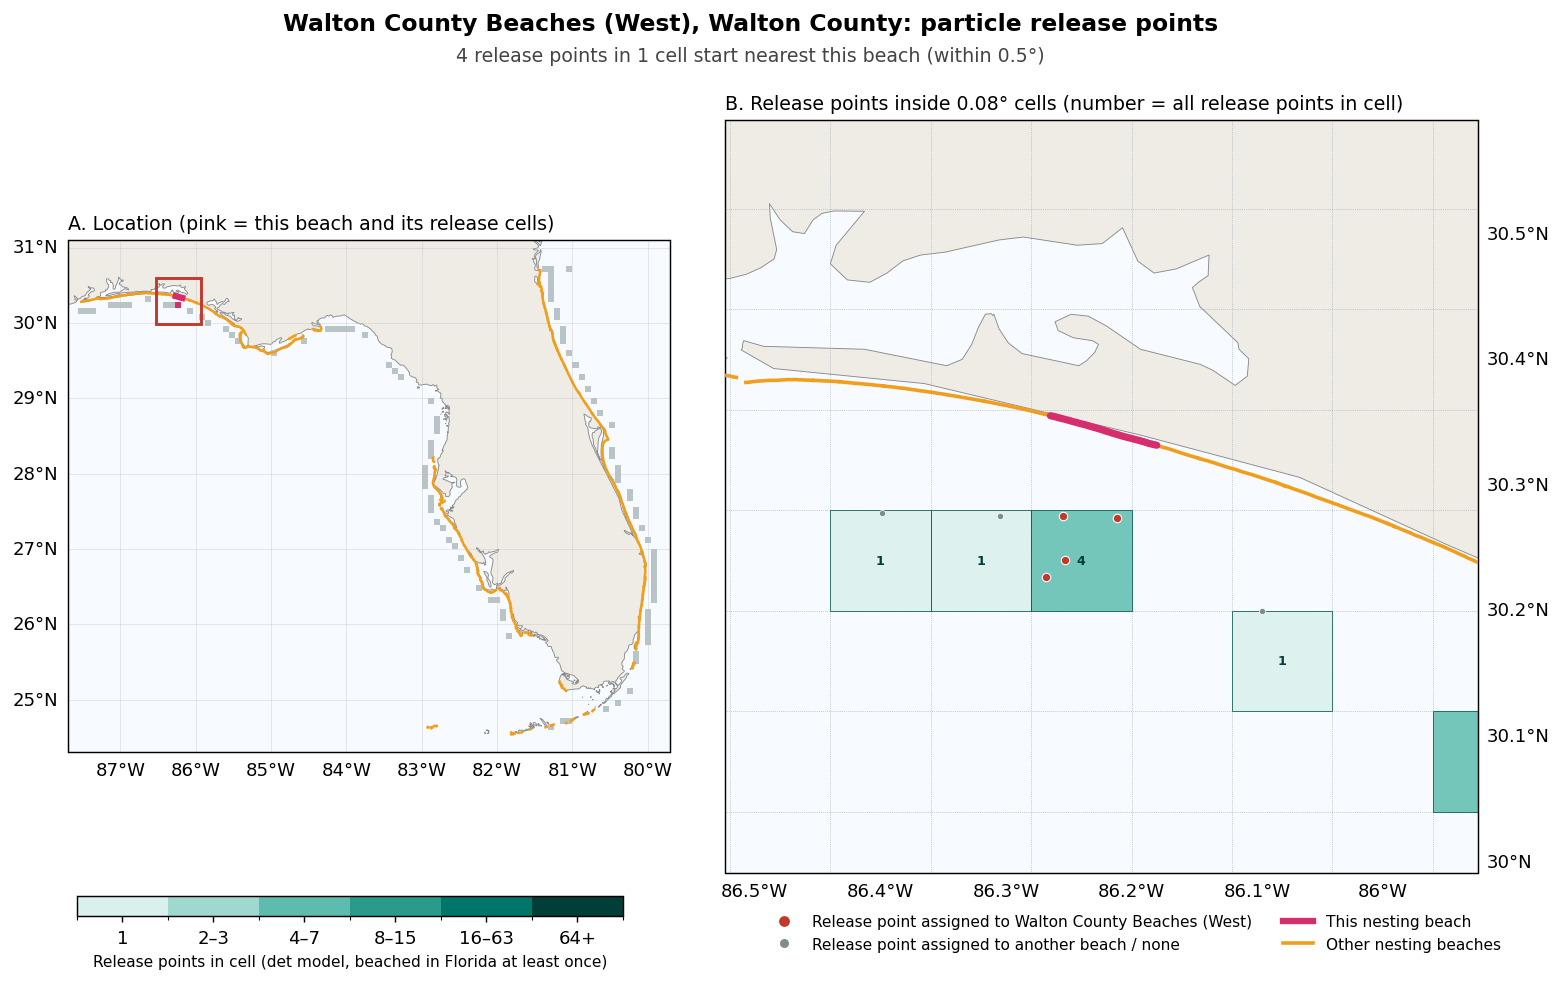 Walton County Beaches (West), Walton County: particle release points
4 release points in 1 cell start nearest this beach (within 0.5°)
A. Location (pink = this beach and its release cells)
31°N
30°N
29°N
28°N
27°N
26°N
25°N
87°W 86°W 85°W 84°W 83°W 82°W 81°W 80°W
1 2–3 4–7 8–15 16–63 64+
Release points in cell (det model, beached in Florida at least once)
B. Release points inside 0.08° cells (number = all release points in cell)
30.5°N
30.4°N
30.3°N
1 1 4
30.2°N
1
30.1°N
30°N
86.5°W 86.4°W 86.3°W 86.2°W 86.1°W 86°W
Release point assigned to Walton County Beaches (West)
Release point assigned to another beach / none
This nesting beach
Other nesting beaches